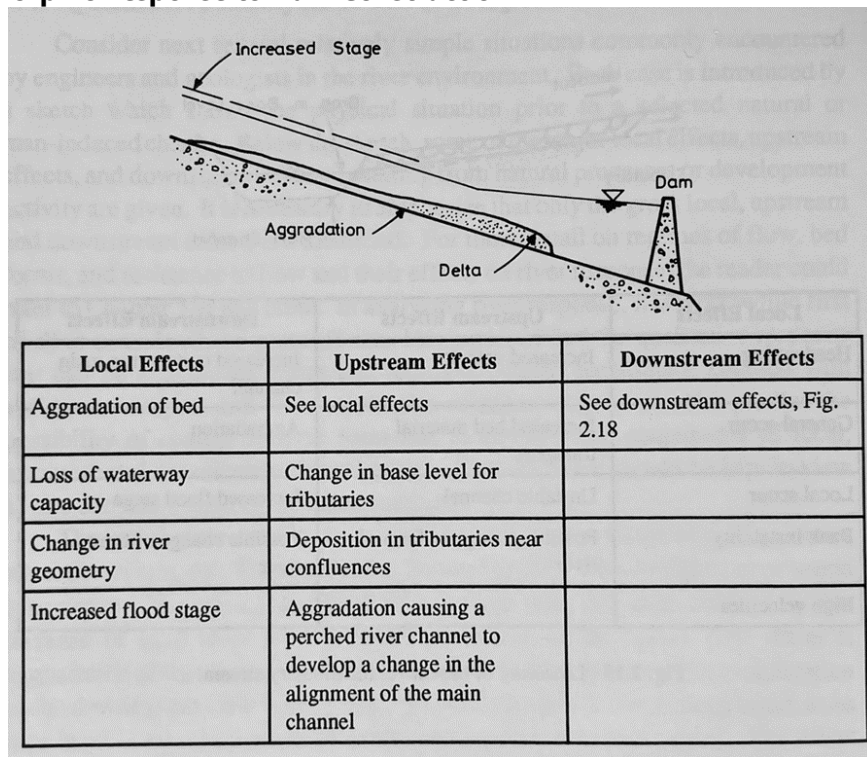 Increased Stage
Aggradation
Delta
Dam
Local Effects
Upstream Effects
Downstream Effects
Aggradation of bed
See local effects
See downstream effects, Fig.
2.18
Loss of waterway
capacity
Change in base level for
tributaries
Change in river
geometry
Deposition in tributaries near
confluences
Increased flood stage
Aggradation causing a
perched river channel to
develop a change in the
alignment of the main
channel